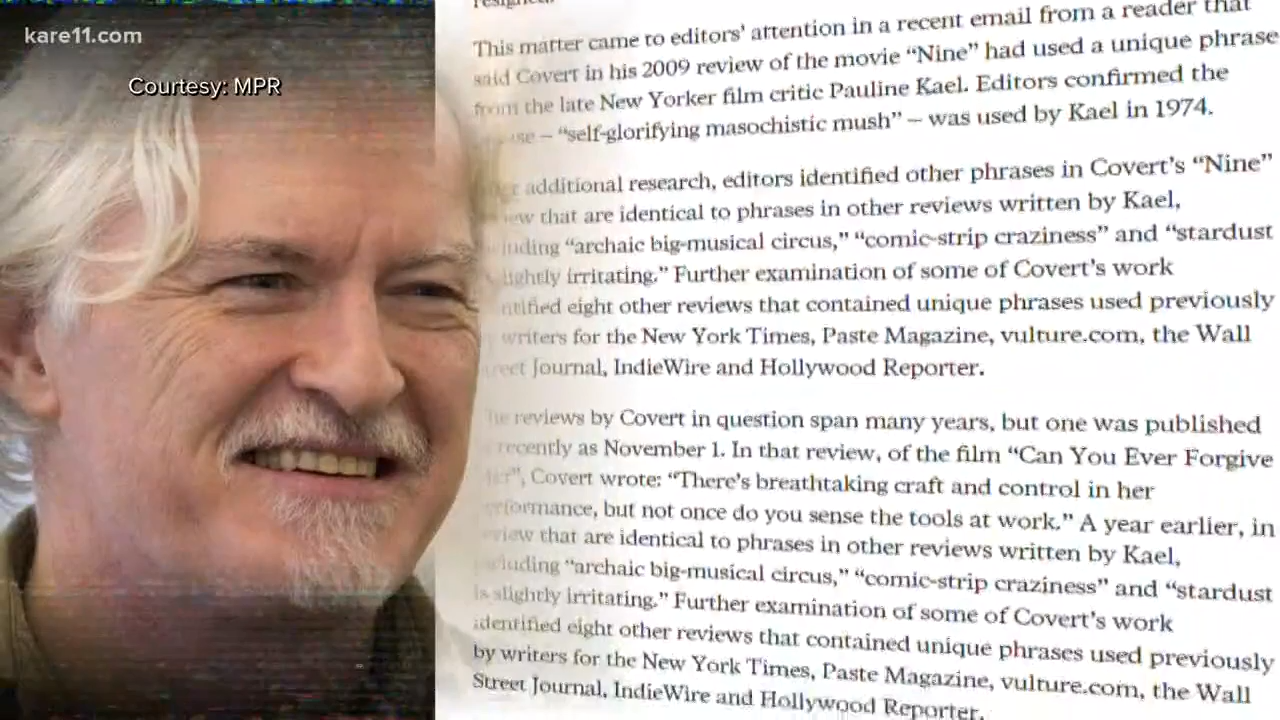 kare11.com
Courtesy: MPR
resigned.
This matter came to editors' attention in a recent email from a reader that
said Covert in his 2009 review of the movie “Nine” had used a unique phrase
from the late New Yorker film critic Pauline Kael. Editors confirmed the
– “self-glorifying masochistic mush” – was used by Kael in 1974.
additional research, editors identified other phrases in Covert's “Nine”
that are identical to phrases in other reviews written by Kael,
“archaic big-musical circus,” “comic-strip craziness” and “stardust
irritating.” Further examination of some of Covert's work
eight other reviews that contained unique phrases used previously
writers for the New York Times, Paste Magazine, vulture.com, the Wall
Journal, IndieWire and Hollywood Reporter.
reviews by Covert in question span many years, but one was published
recently as November 1. In that review, of the film “Can You Ever Forgive
Covert wrote: “There's breathtaking craft and control in her
performance, but not once do you sense the tools at work.” A year earlier, in
that are identical to phrases in other reviews written by Kael,
including “archaic big-musical circus,” “comic-strip craziness” and “stardust
is slightly irritating.” Further examination of some of Covert's work
identified eight other reviews that contained unique phrases used previously
by writers for the New York Times, Paste Magazine, vulture.com, the Wall
Street Journal, IndieWire and Hollywood Reporter.